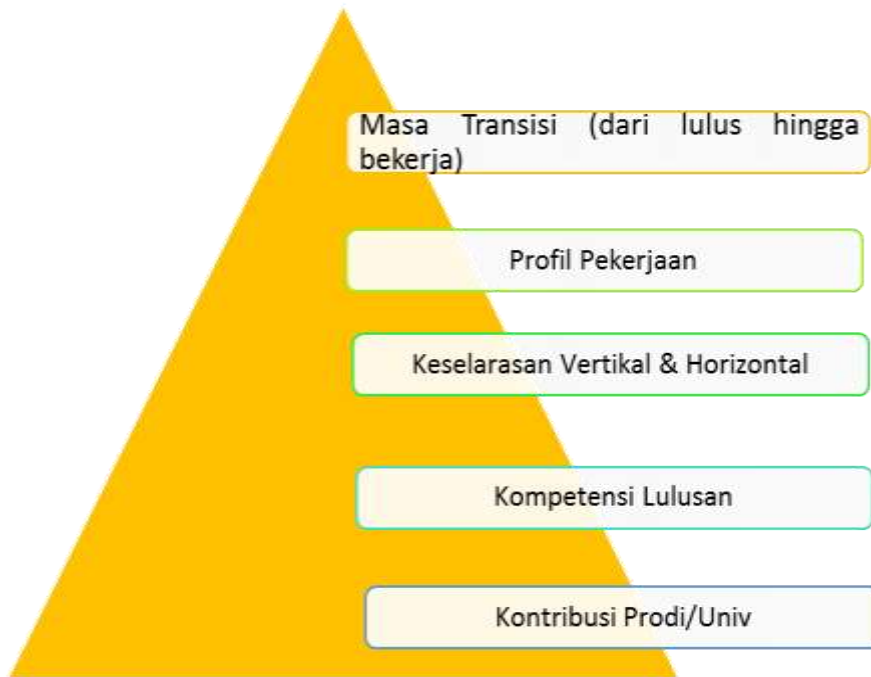 Masa Transisi (dari lulus hingga
bekerja)
Profil Pekerjaan
Keselarasan Vertikal & Horizontal
Kompetensi Lulusan
Kontribusi Prodi/Univ